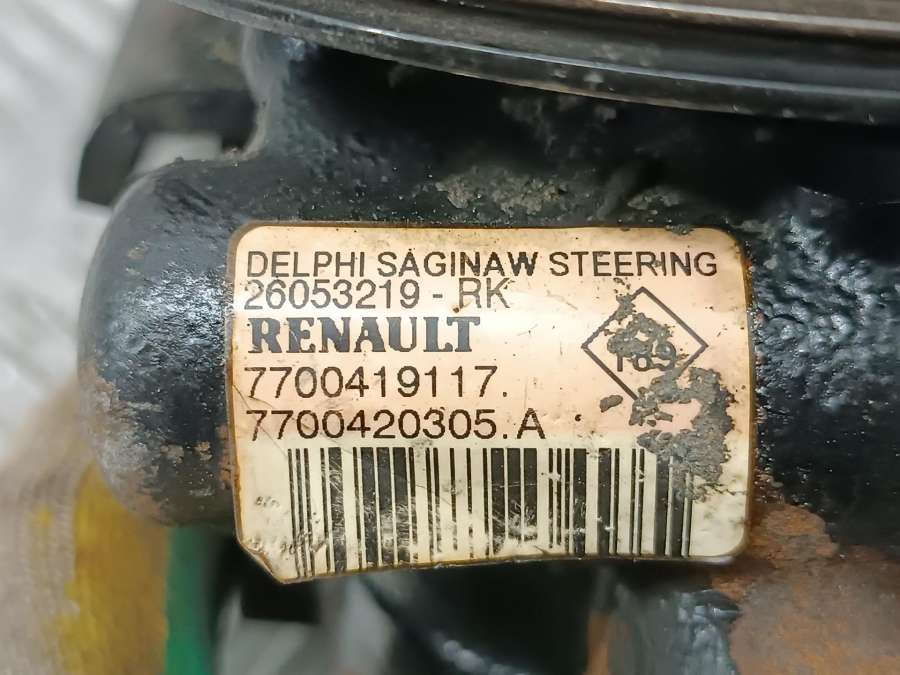 DELPHI SAGINAW STEERING
26053219 - RK
RENAULT
7700419117.
7700420305.A